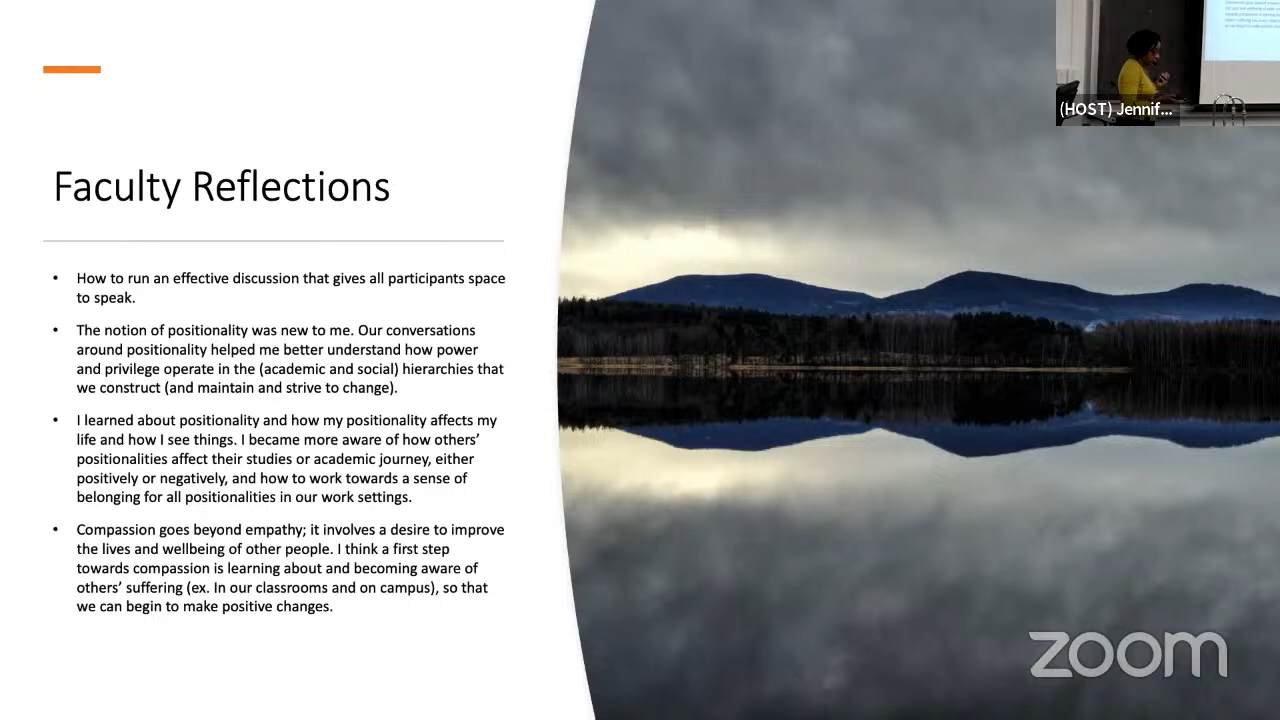 (HOST) Jennif...
Faculty Reflections
• How to run an effective discussion that gives all participants space
to speak.
• The notion of positionality was new to me. Our conversations
around positionality helped me better understand how power
and privilege operate in the (academic and social) hierarchies that
we construct (and maintain and strive to change).
• I learned about positionality and how my positionality affects my
life and how I see things. I became more aware of how others’
positionalities affect their studies or academic journey, either
positively or negatively, and how to work towards a sense of
belonging for all positionalities in our work settings.
• Compassion goes beyond empathy; it involves a desire to improve
the lives and wellbeing of other people. I think a first step
towards compassion is learning about and becoming aware of
others’ suffering (ex. In our classrooms and on campus), so that
we can begin to make positive changes.
zoom